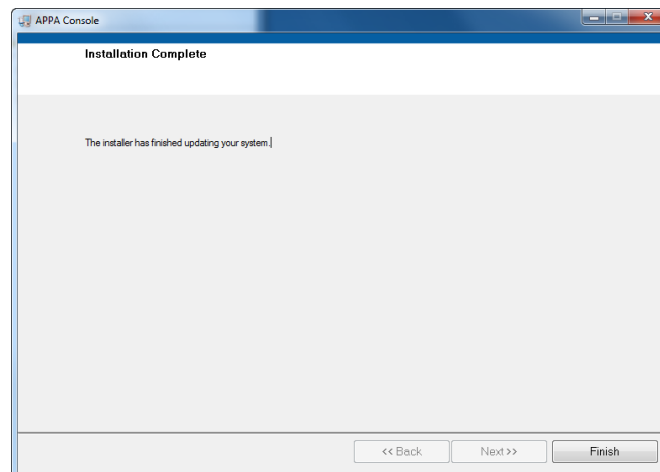 APPA Console
Installation Complete
The installer has finished updating your system.
<< Back
Next >>
Finish